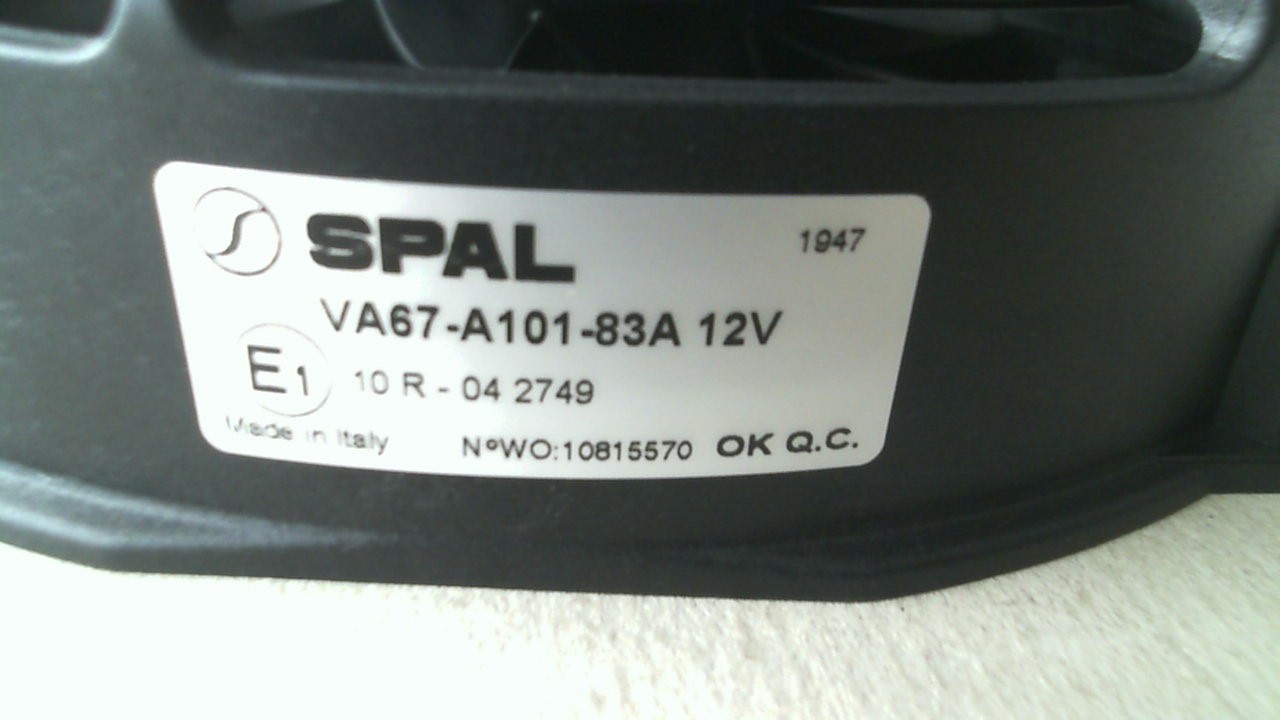 SPAL 1947
VA67-A101-83A 12V
E1 10 R - 04 2749
Made in Italy N°WO:10815570 OK Q.C.